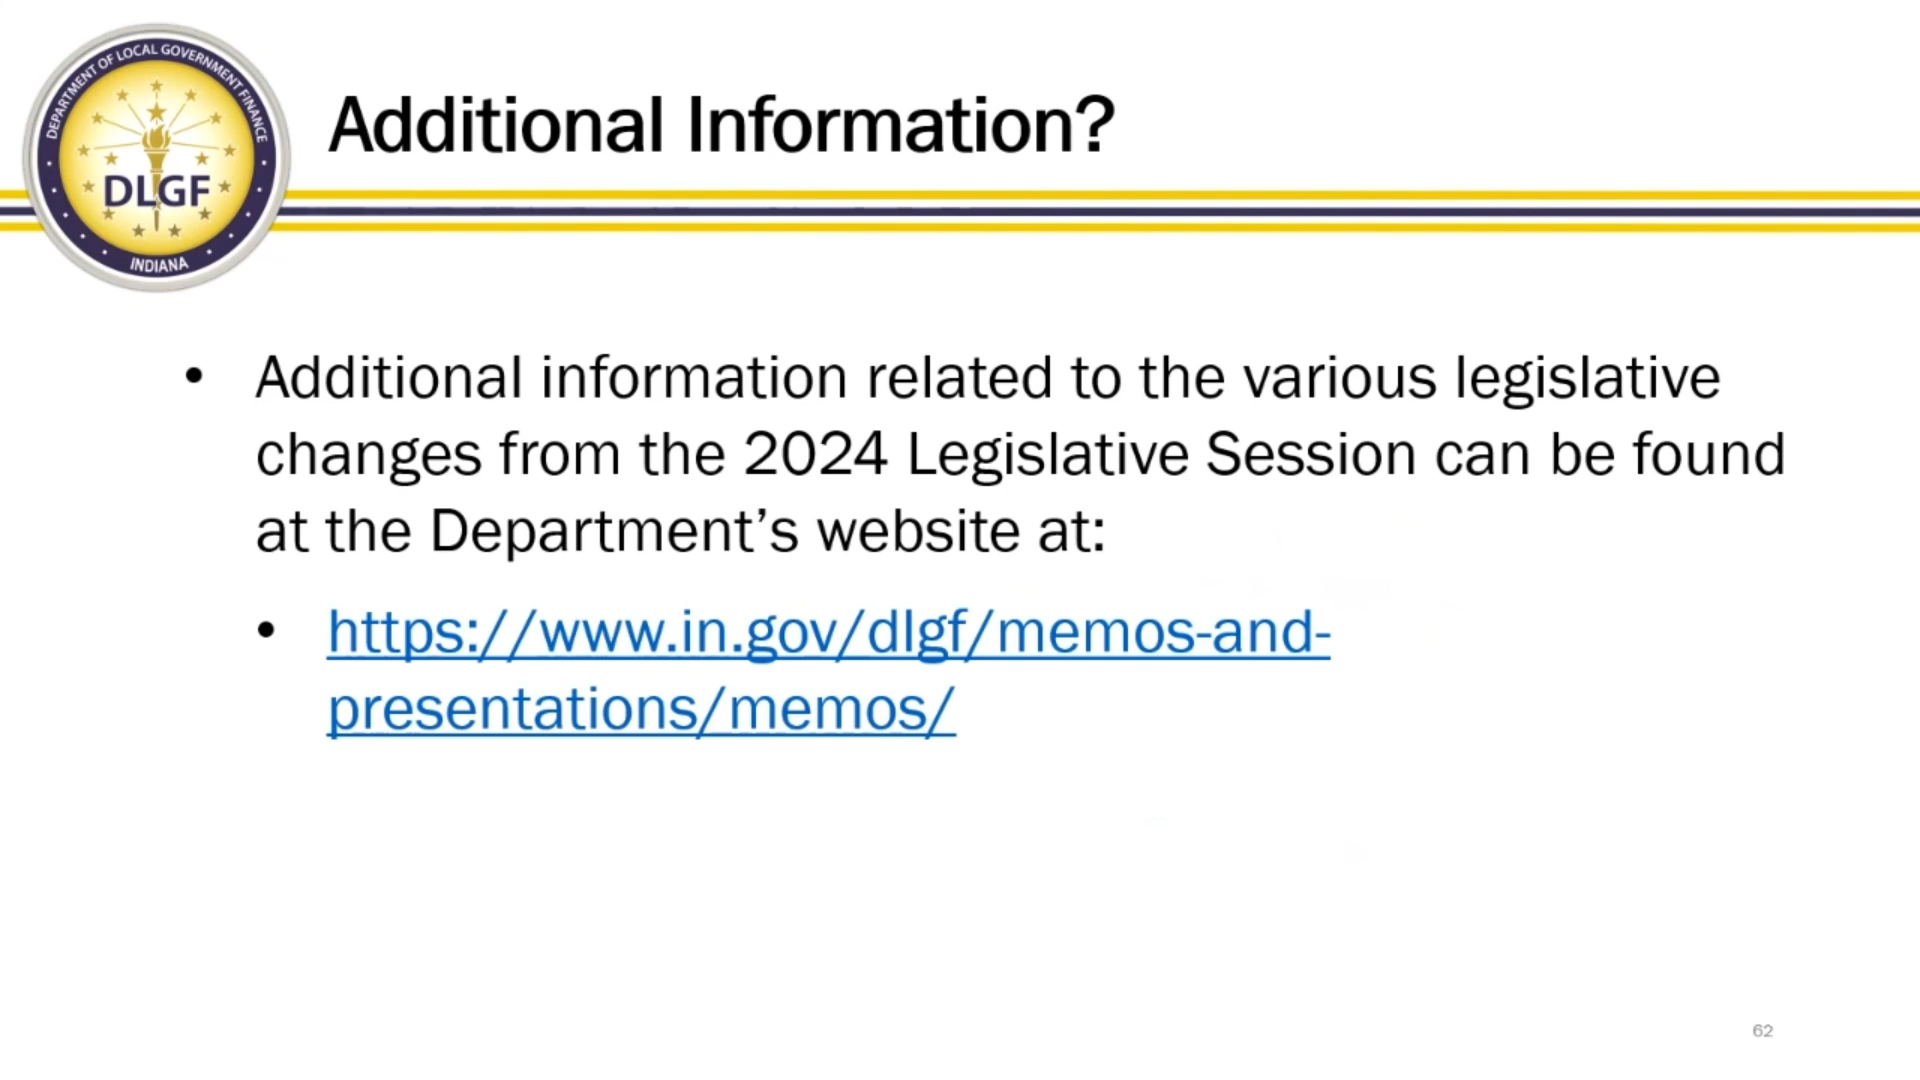 DEPARTMENT OF LOCAL GOVERNMENT FINANCE
DLGF
INDIANA
Additional Information?
• Additional information related to the various legislative
changes from the 2024 Legislative Session can be found
at the Department’s website at:
• https://www.in.gov/dlgf/memos-and-
presentations/memos/
62